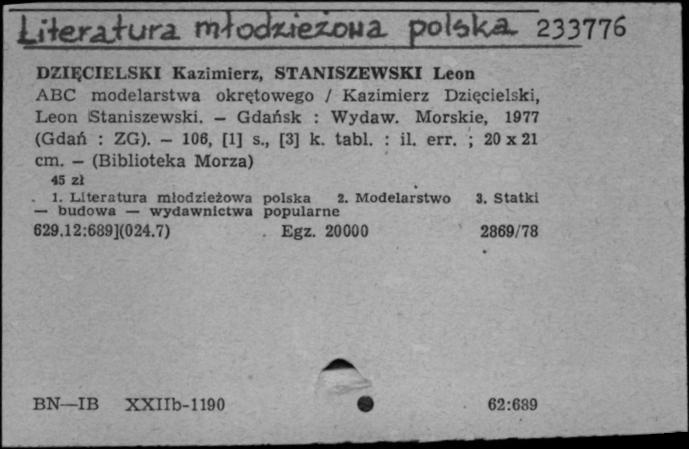 Literatura młodzieżowa polska 233776
DZIĘCIELSKI Kazimierz, STANISZEWSKI Leon
ABC modelarstwa okrętowego / Kazimierz Dzięcielski,
Leon Staniszewski. — Gdańsk : Wydaw. Morskie, 1977
(Gdań : ZG). — 106, [1] s., [3] k. tabl. : il. err. ; 20 x 21
cm. — (Biblioteka Morza)
45 zł
1. Literatura młodzieżowa polska 2. Modelarstwo 3. Statki
— budowa — wydawnictwa popularne
629.12:689](024.7) Egz. 20000 2869/78
BN—IB XXIIb-1190 62:689